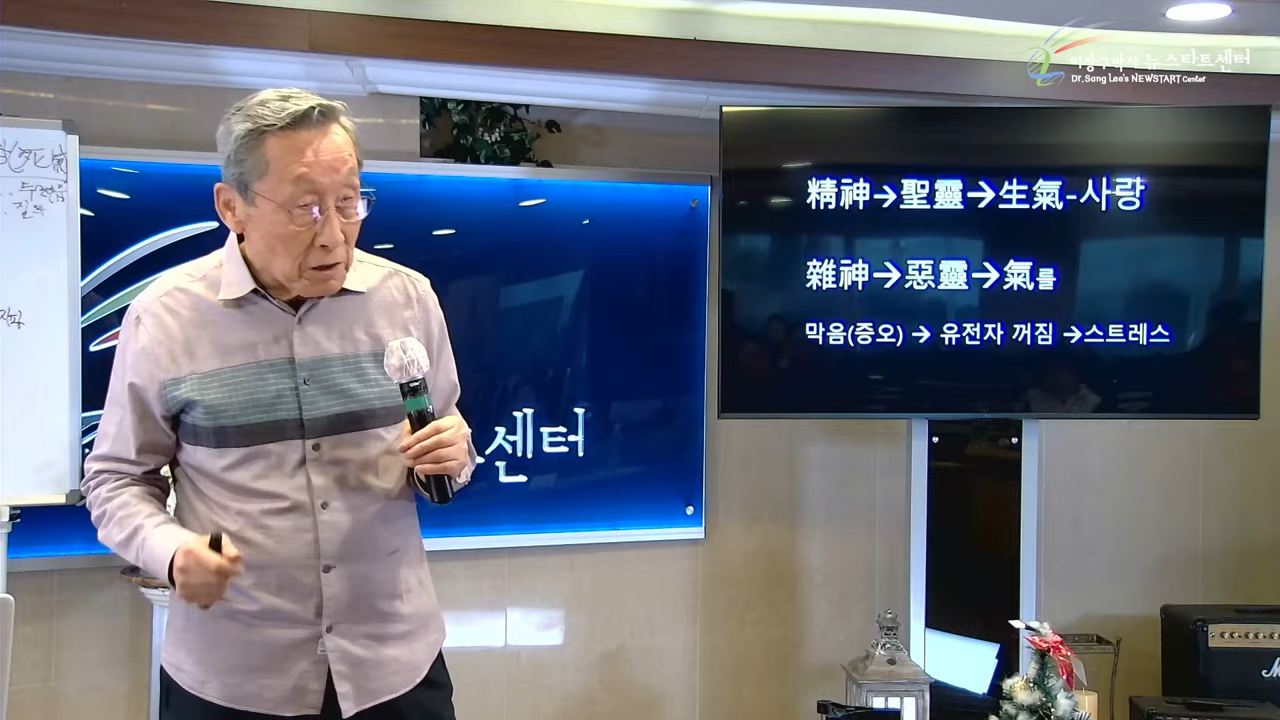 이상구박사 뉴스타트센터
Dr. Sang Lee's NEWSTART Center
精神→聖靈→生氣-사랑
雜神→惡靈→氣를
막음(증오) → 유전자 꺼짐 →스트레스
센터